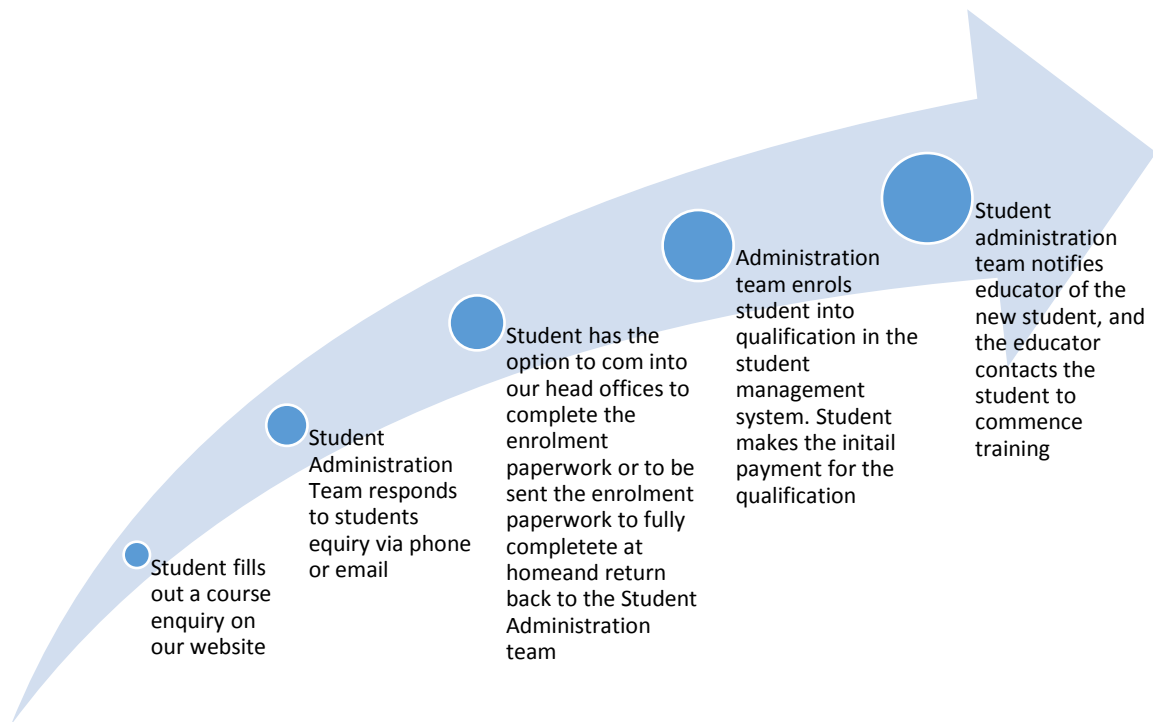 Student fills
out a course
enquiry on
our website
Student
Administration
Team responds
to students
equiry via phone
or email
Student has the
option to com into
our head offices to
complete the
enrolment
paperwork or to be
sent the enrolment
paperwork to fully
completete at
homeand return
back to the Student
Administration
team
Administration
team enrols
student into
qualification in the
student
management
system. Student
makes the initail
payment for the
qualification
Student
administration
team notifies
educator of the
new student, and
the educator
contacts the
student to
commence
training